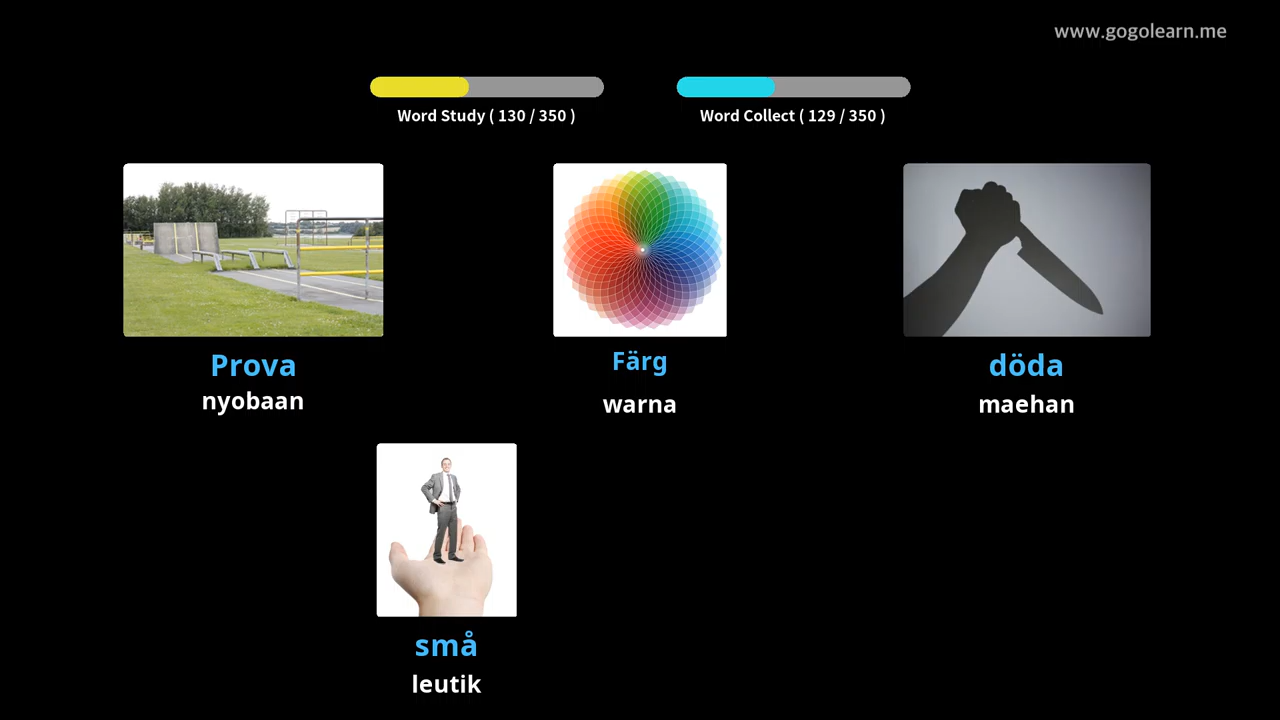 www.gogolearn.me
Word Study ( 130 / 350 )
Word Collect ( 129 / 350 )
Prova
nyobaan
Färg
warna
döda
maehan
små
leutik